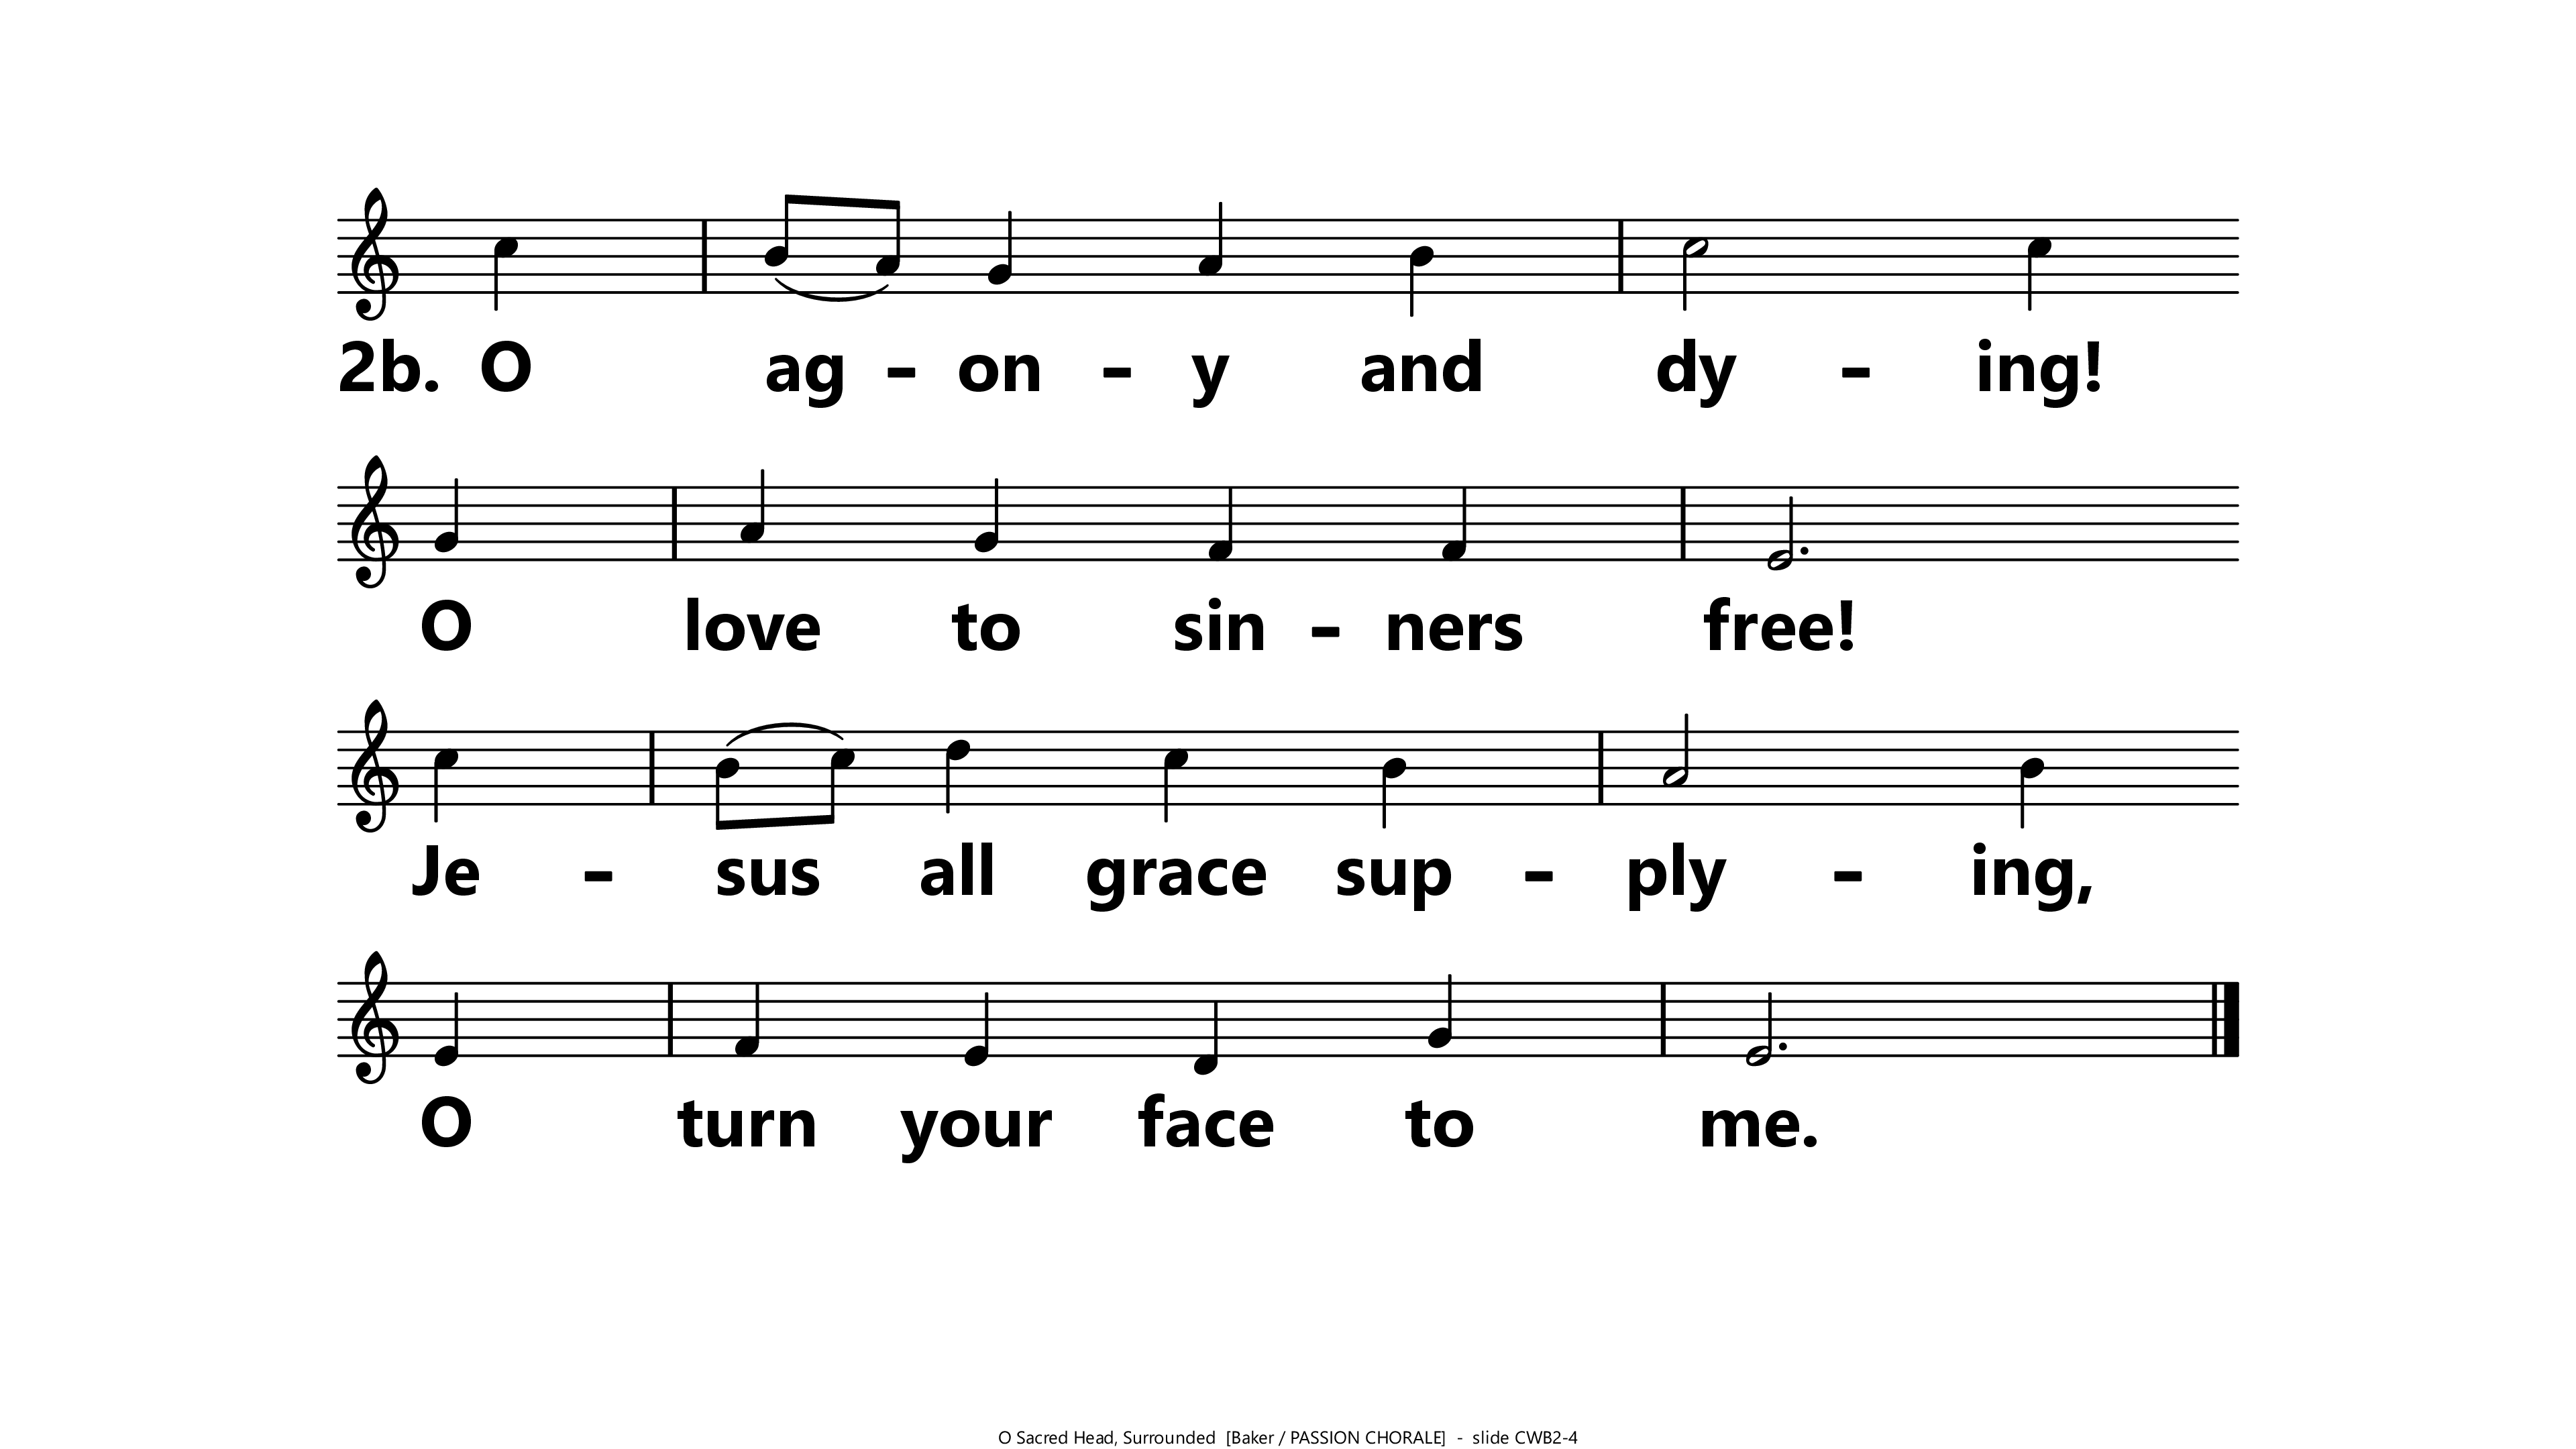 2b. O ag - on - y and dy - ing!
O love to sin - ners free!
Je - sus all grace sup - ply - ing,
O turn your face to me.
O Sacred Head, Surrounded [Baker / PASSION CHORALE] - slide CWB2-4